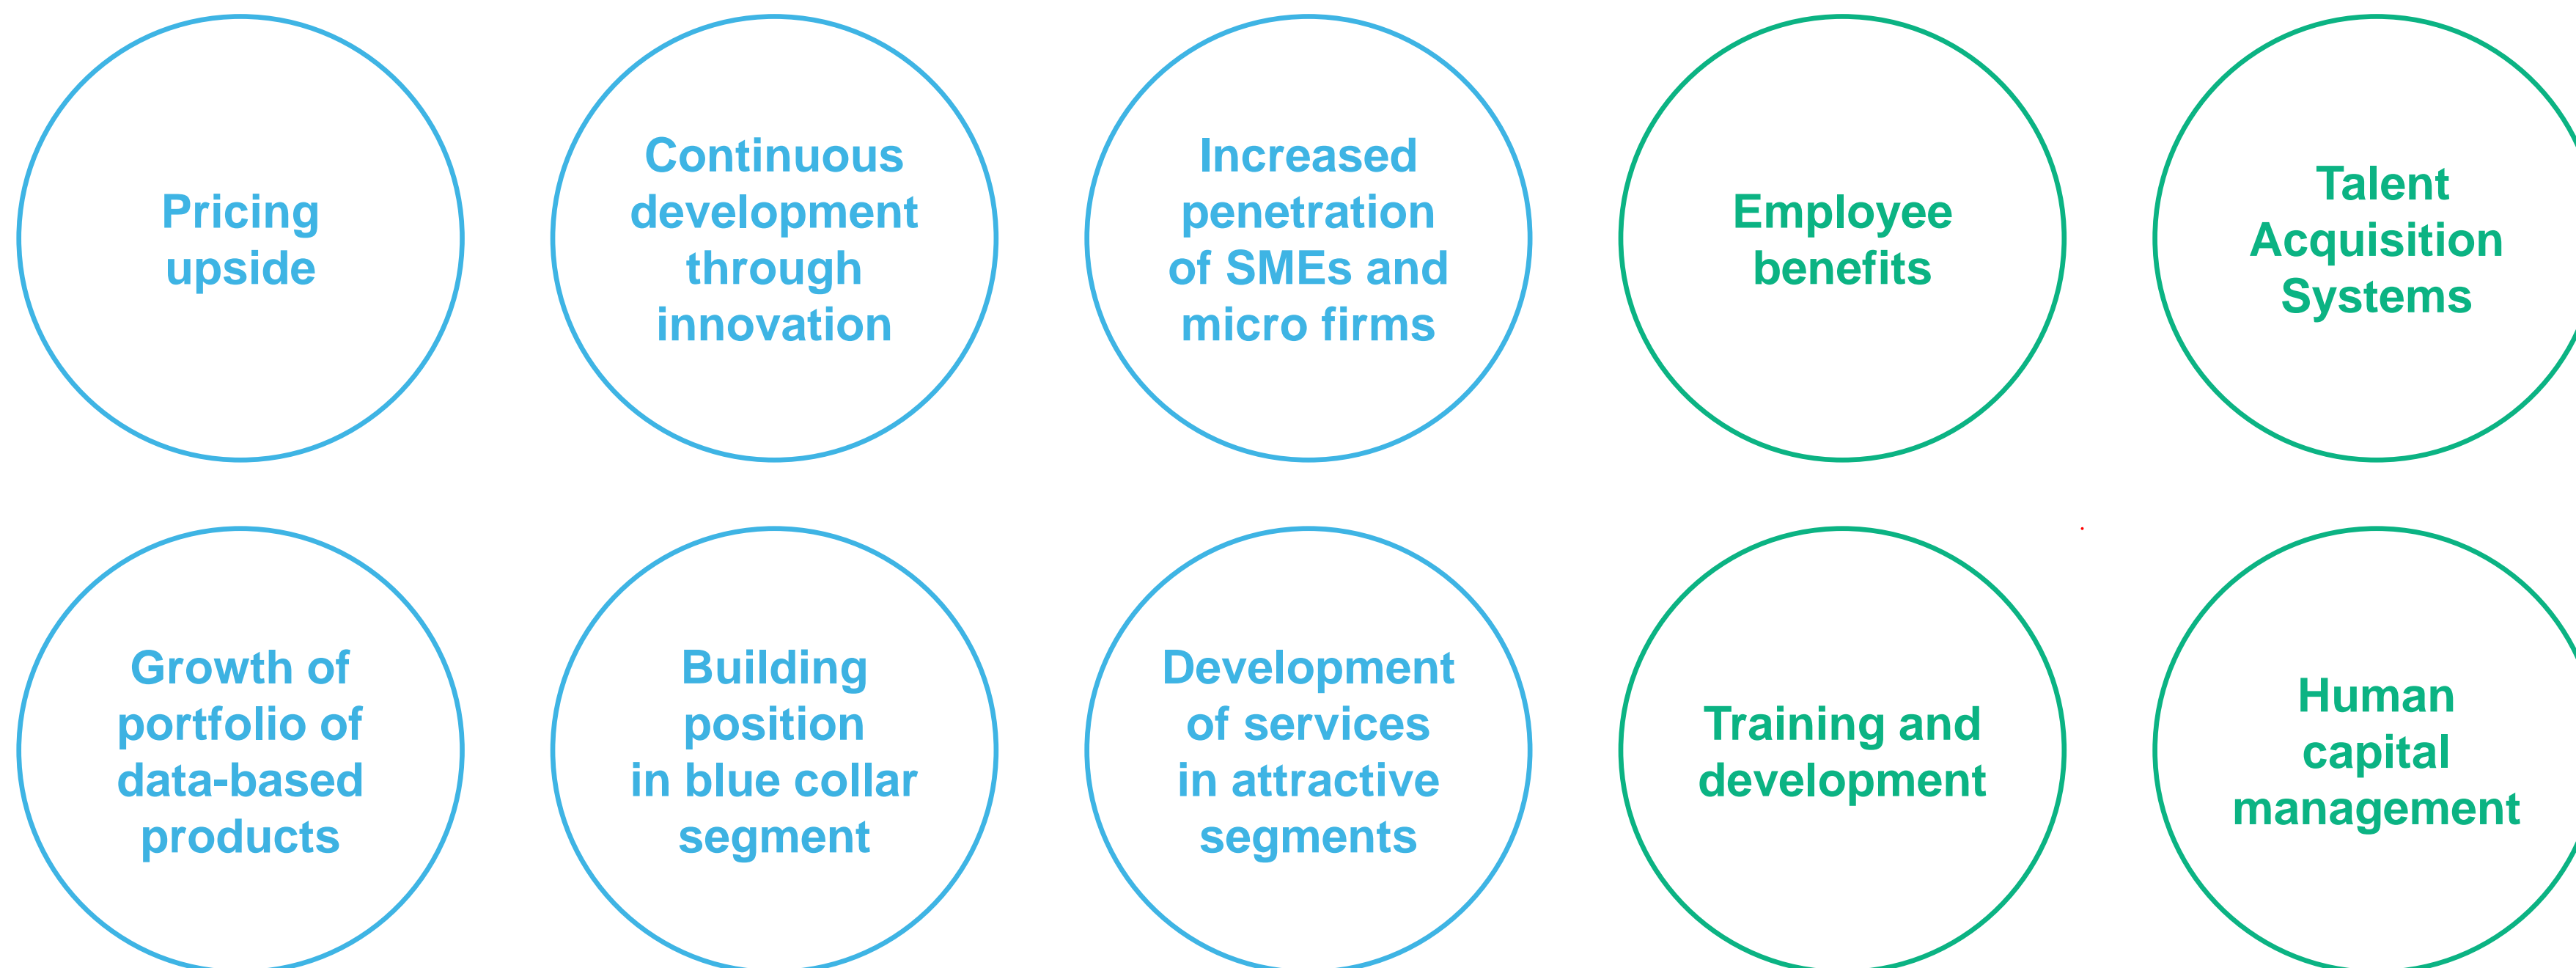 Pricing
upside
Continuous
development
through
innovation
Increased
penetration
of SMEs and
micro firms
Employee
benefits
Talent
Acquisition
Systems
Growth of
portfolio of
data-based
products
Building
position
in blue collar
segment
Development
of services
in attractive
segments
Training and
development
Human
capital
management